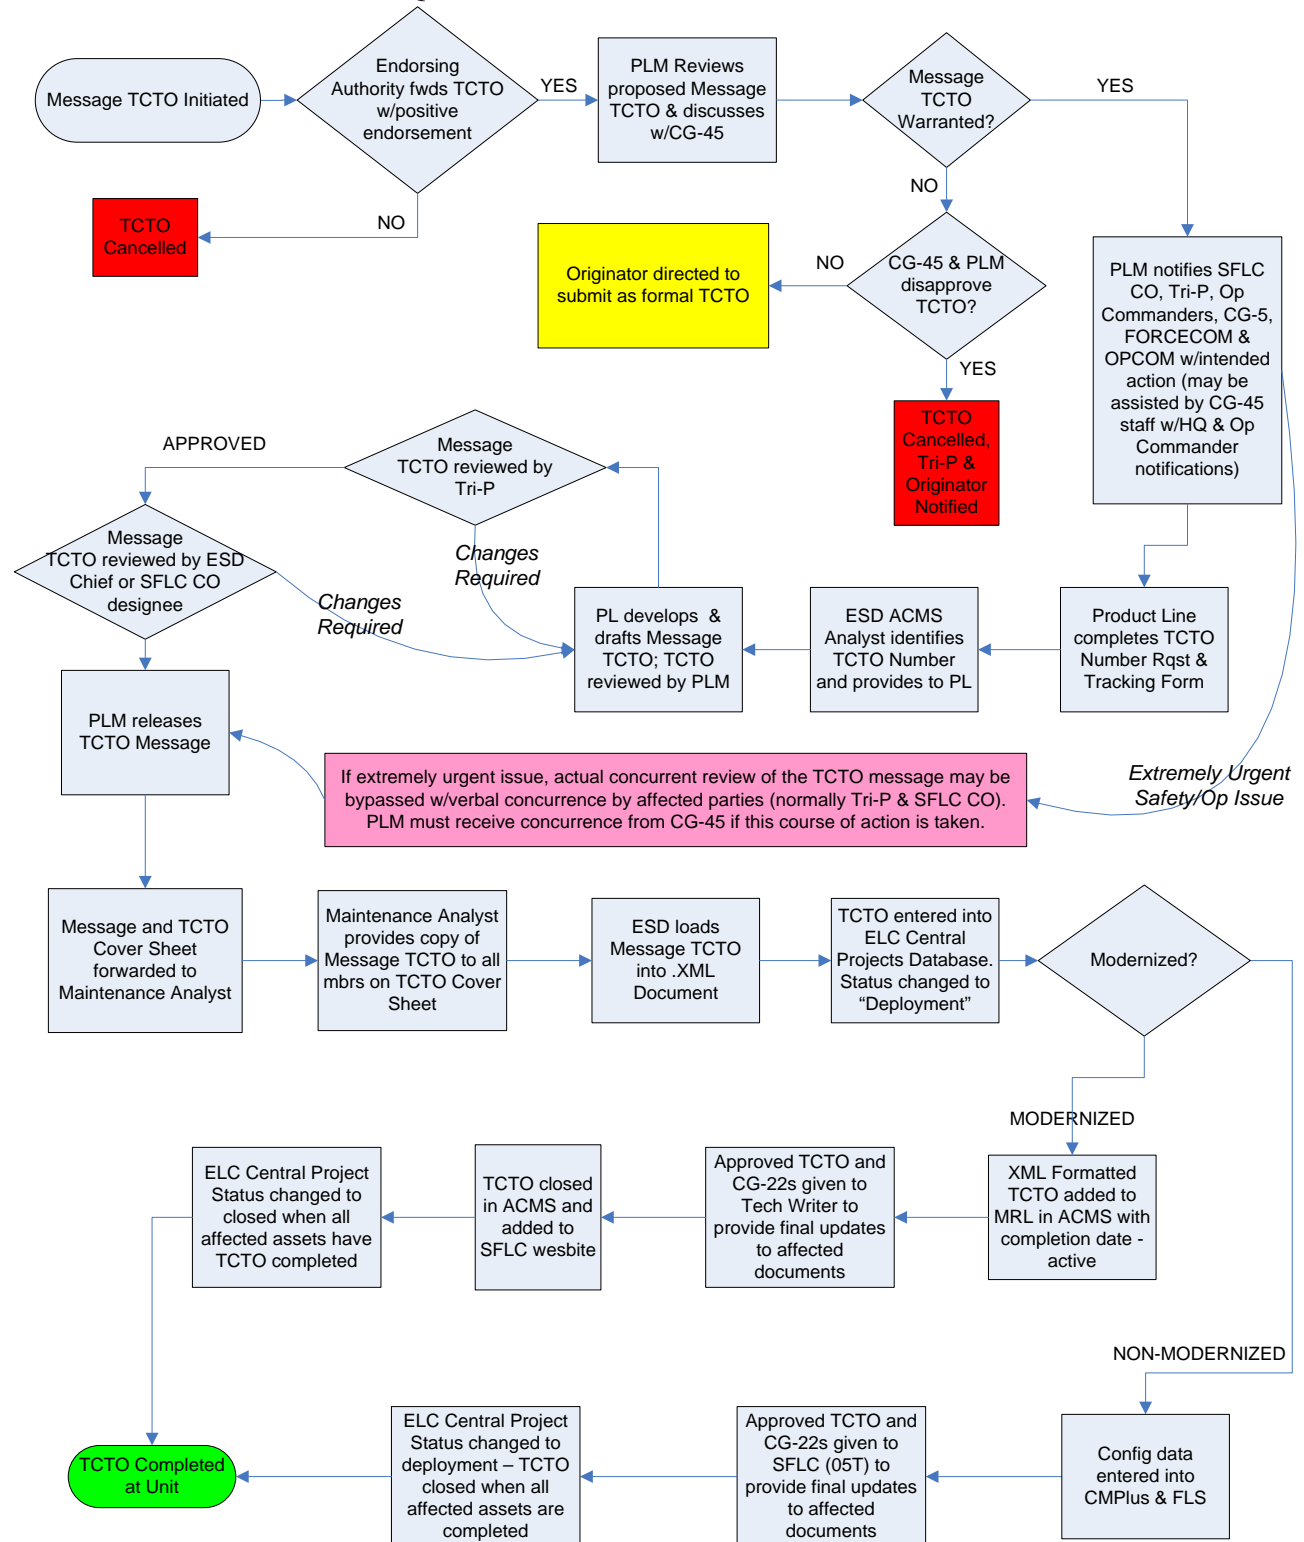 Message TCTO Initiated
Endorsing
Authority fwds TCTO
w/positive
endorsement
YES
PLM Reviews
proposed Message
TCTO & discusses
w/CG-45
Message
TCTO
Warranted?
YES
NO
TCTO
Cancelled
NO
Originator directed to
submit as formal TCTO
NO
CG-45 & PLM
disapprove
TCTO?
YES
TCTO
Cancelled,
Tri-P &
Originator
Notified
PLM notifies SFLC
CO, Tri-P, Op
Commanders, CG-5,
FORCECOM &
OPCOM w/intended
action (may be
assisted by CG-45
staff w/HQ & Op
Commander
notifications)
APPROVED
Message
TCTO reviewed by
Tri-P
Changes
Required
Message
TCTO reviewed by ESD
Chief or SFLC CO
designee
Changes
Required
PL develops &
drafts Message
TCTO; TCTO
reviewed by PLM
ESD ACMS
Analyst identifies
TCTO Number
and provides to PL
Product Line
completes TCTO
Number Rqst &
Tracking Form
PLM releases
TCTO Message
If extremely urgent issue, actual concurrent review of the TCTO message may be
bypassed w/verbal concurrence by affected parties (normally Tri-P & SFLC CO).
PLM must receive concurrence from CG-45 if this course of action is taken.
Extremely Urgent
Safety/Op Issue
Message and TCTO
Cover Sheet
forwarded to
Maintenance Analyst
Maintenance Analyst
provides copy of
Message TCTO to all
mbrs on TCTO Cover
Sheet
ESD loads
Message TCTO
into .XML
Document
TCTO entered into
ELC Central
Projects Database.
Status changed to
“Deployment”
Modernized?
MODERNIZED
ELC Central Project
Status changed to
closed when all
affected assets have
TCTO completed
TCTO closed
in ACMS and
added to
SFLC wesbite
Approved TCTO and
CG-22s given to
Tech Writer to
provide final updates
to affected
documents
XML Formatted
TCTO added to
MRL in ACMS with
completion date -
active
NON-MODERNIZED
TCTO Completed
at Unit
ELC Central Project
Status changed to
deployment – TCTO
closed when all
affected assets are
completed
Approved TCTO and
CG-22s given to
SFLC (05T) to
provide final updates
to affected
documents
Config data
entered into
CMPlus & FLS